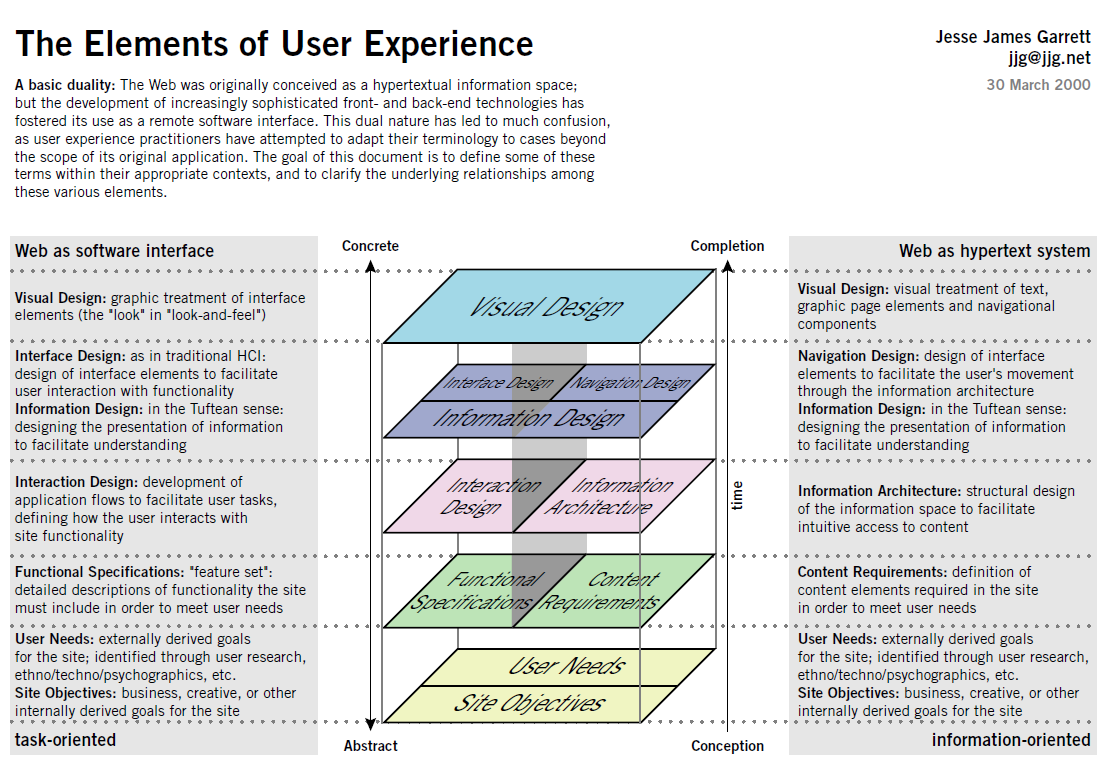 The Elements of User Experience
Jesse James Garrett
jjg@jjg.net
30 March 2000
A basic duality: The Web was originally conceived as a hypertextual information space;
but the development of increasingly sophisticated front- and back-end technologies has
fostered its use as a remote software interface. This dual nature has led to much confusion,
as user experience practitioners have attempted to adapt their terminology to cases beyond
the scope of its original application. The goal of this document is to define some of these
terms within their appropriate contexts, and to clarify the underlying relationships among
these various elements.
Web as software interface
Visual Design: graphic treatment of interface
elements (the "look" in "look-and-feel")
Interface Design: as in traditional HCI:
design of interface elements to facilitate
user interaction with functionality
Information Design: in the Tuftean sense:
designing the presentation of information
to facilitate understanding
Interaction Design: development of
application flows to facilitate user tasks,
defining how the user interacts with
site functionality
Functional Specifications: "feature set":
detailed descriptions of functionality the site
must include in order to meet user needs
User Needs: externally derived goals
for the site; identified through user research,
ethno/techno/psychographics, etc.
Site Objectives: business, creative, or other
internally derived goals for the site
task-oriented
Concrete
Completion
Visual Design
Interface Design
Navigation Design
Information Design
Interaction
Design
Information
Architecture
Functional
Specifications
Content
Requirements
User Needs
Site Objectives
time
Abstract
Conception
Web as hypertext system
Visual Design: visual treatment of text,
graphic page elements and navigational
components
Navigation Design: design of interface
elements to facilitate the user's movement
through the information architecture
Information Design: in the Tuftean sense:
designing the presentation of information
to facilitate understanding
Information Architecture: structural design
of the information space to facilitate
intuitive access to content
Content Requirements: definition of
content elements required in the site
in order to meet user needs
User Needs: externally derived goals
for the site; identified through user research,
ethno/techno/psychographics, etc.
Site Objectives: business, creative, or other
internally derived goals for the site
information-oriented